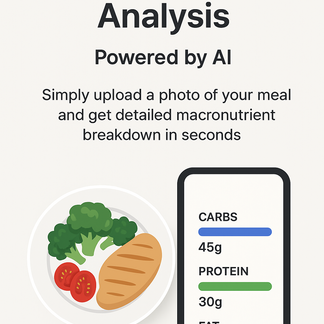 Analysis
Powered by AI
Simply upload a photo of your meal
and get detailed macronutrient
breakdown in seconds
CARBS
45g
PROTEIN
30g
FAT